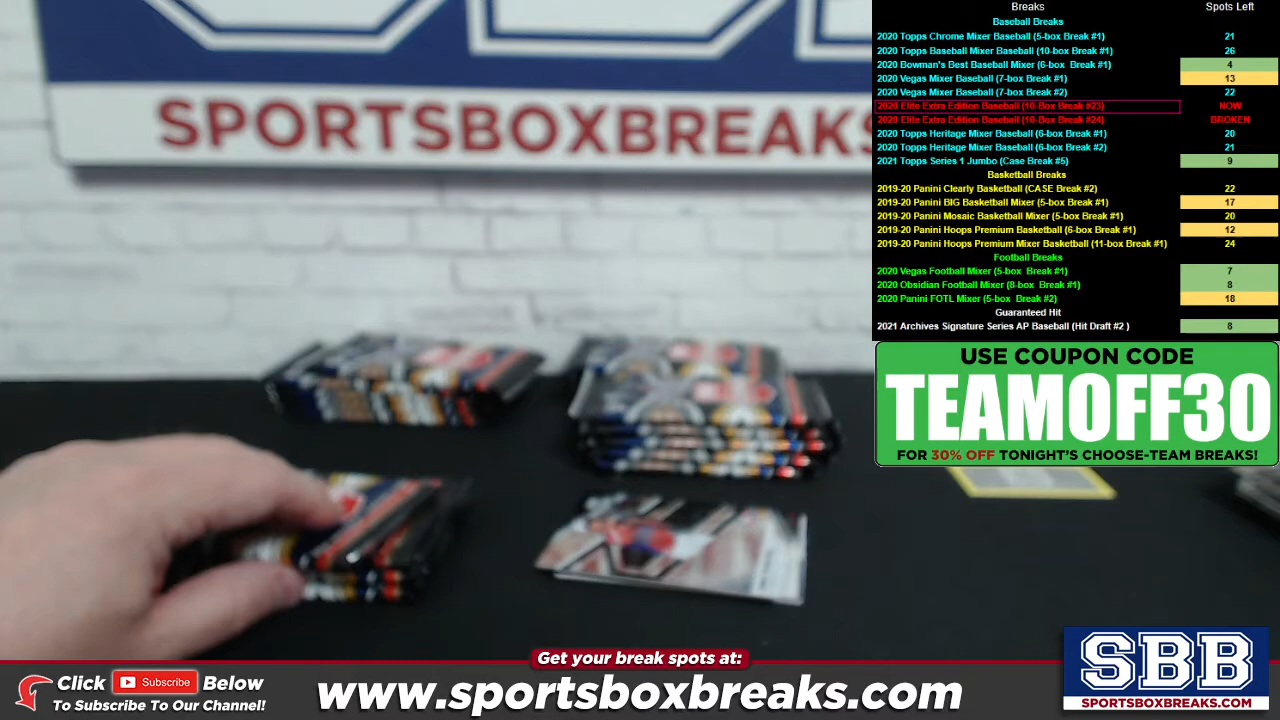 SPORTSBOXBREAKS
Breaks Spots Left
Baseball Breaks
2020 Topps Chrome Mixer Baseball (5-box Break #1) 21
2020 Topps Baseball Mixer Baseball (10-box Break #1) 26
2020 Bowman's Best Baseball Mixer (6-box Break #1) 4
2020 Vegas Mixer Baseball (7-box Break #1) 13
2020 Vegas Mixer Baseball (7-box Break #2) 22
2020 Elite Extra Edition Baseball (10-Box Break #23) NOW
2020 Elite Extra Edition Baseball (10-Box Break #24) BROKEN
2020 Topps Heritage Mixer Baseball (6-box Break #1) 20
2020 Topps Heritage Mixer Baseball (6-box Break #2) 21
2021 Topps Series 1 Jumbo (Case Break #5) 9
Basketball Breaks
2019-20 Panini Clearly Basketball (CASE Break #2) 22
2019-20 Panini BIG Basketball Mixer (5-box Break #1) 17
2019-20 Panini Mosaic Basketball Mixer (5-box Break #1) 20
2019-20 Panini Hoops Premium Basketball (6-box Break #1) 12
2019-20 Panini Hoops Premium Mixer Basketball (11-box Break #1) 24
Football Breaks
2020 Vegas Football Mixer (5-box Break #1) 7
2020 Obsidian Football Mixer (8-box Break #1) 8
2020 Panini FOTL Mixer (5-box Break #2) 18
Guaranteed Hit
2021 Archives Signature Series AP Baseball (Hit Draft #2 ) 8
USE COUPON CODE
TEAMOFF30
FOR 30% OFF TONIGHT'S CHOOSE-TEAM BREAKS!
Get your break spots at:
Click Subscribe Below
To Subscribe To Our Channel!
www.sportsboxbreaks.com
SBB
SPORTSBOXBREAKS.COM